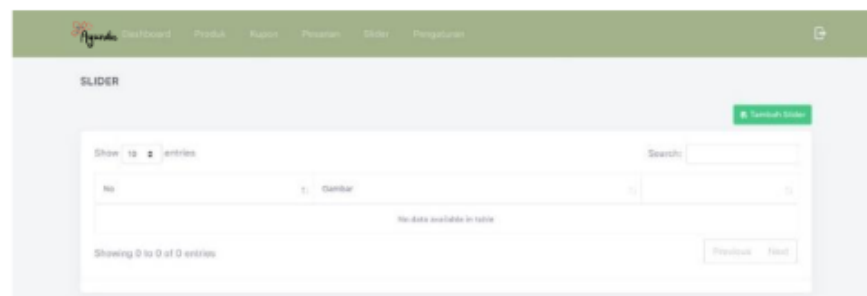 Ayunda Dashboard Produk Kupon Pesanan Slider Pengaturan
SLIDER
Tambah Slider
Show 10 entries Search:
No Gambar
No data available in table
Showing 0 to 0 of 0 entries Previous Next